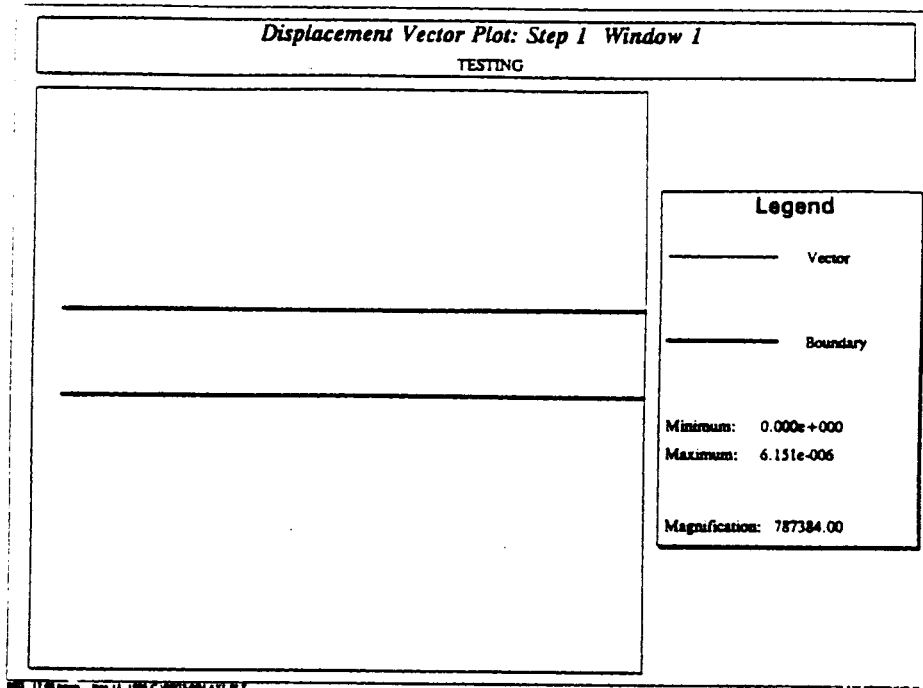 Displacement Vector Plot: Step 1 Window 1
TESTING
Legend
Vector
Boundary
Minimum: 0.000e+000
Maximum: 6.151e-006
Magnification: 787384.00